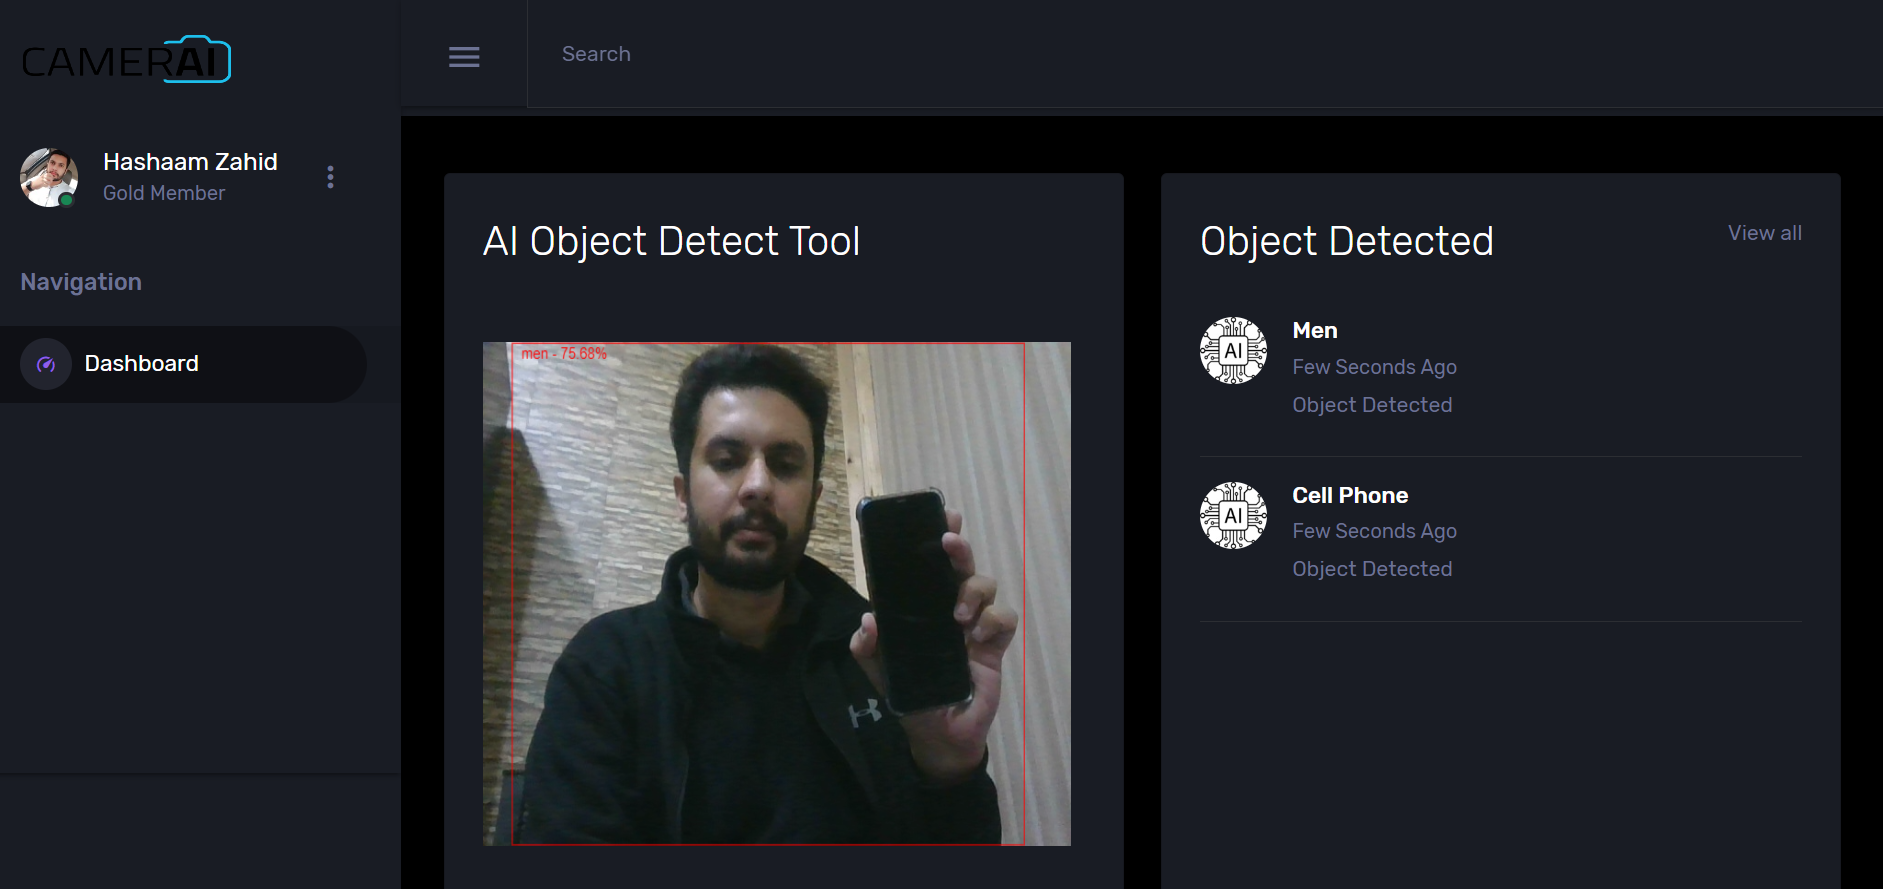 CAMERAI
Search
Hashaam Zahid
Gold Member
Navigation
Dashboard
AI Object Detect Tool
men - 75.68%
Object Detected
View all
AI
Men
Few Seconds Ago
Object Detected
AI
Cell Phone
Few Seconds Ago
Object Detected